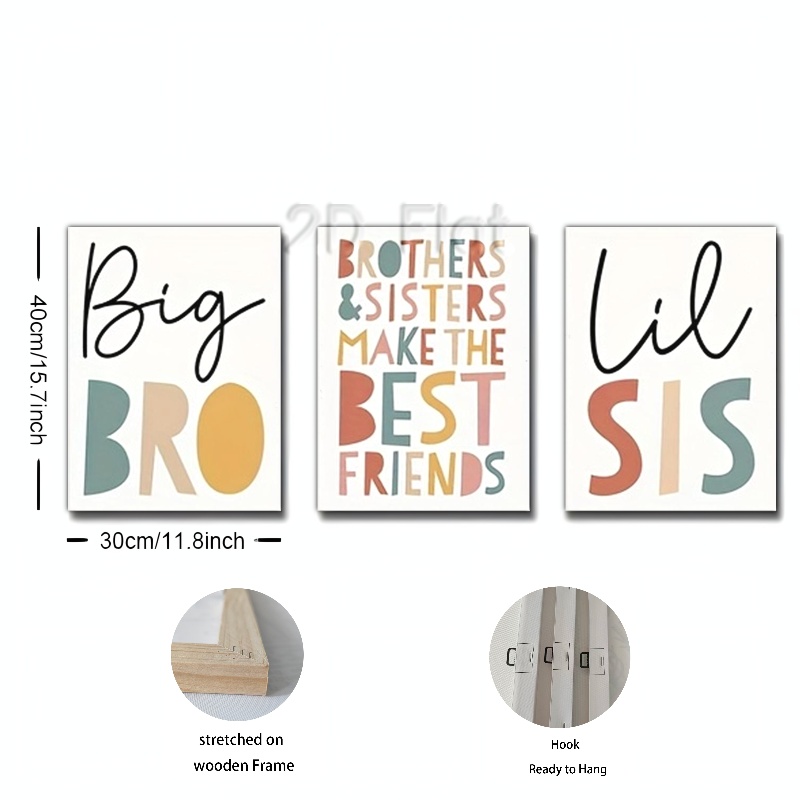 2P Flat
Big
BRO
BROTHERS
&SISTERS
MAKE THE
BEST
FRIENDS
Lil
SIS
40cm/15.7inch
30cm/11.8inch
stretched on
wooden Frame
Hook
Ready to Hang